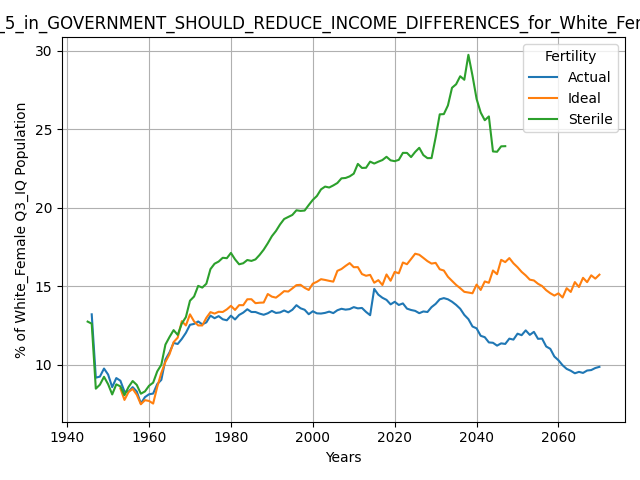 _5_in_GOVERNMENT_SHOULD_REDUCE_INCOME_DIFFERENCES_for_White_Fer
% of White_Female Q3_IQ Population
30
25
20
15
10
1940
1960
1980
2000
2020
2040
2060
Years
Fertility
Actual
Ideal
Sterile